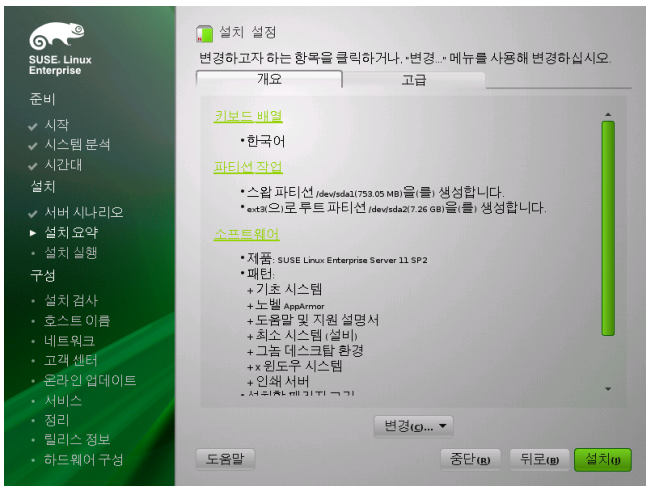 SUSE. Linux
Enterprise
준비
시작
시스템 분석
시간대
설치
서버 시나리오
설치 요약
설치 실행
구성
설치 검사
호스트 이름
네트워크
고객 센터
온라인 업데이트
서비스
정리
릴리스 정보
하드웨어 구성
설치 설정
변경하고자 하는 항목을 클릭하거나, "변경..." 메뉴를 사용해 변경하십시오.
개요
고급
키보드 배열
•한국어
파티션 작업
•스왑 파티션 /dev/sda1(753.05 MB)을(를) 생성합니다.
•ext3(으)로 루트 파티션 /dev/sda2(7.26 GB)을(를) 생성합니다.
소프트웨어
•제품: SUSE Linux Enterprise Server 11 SP2
•패턴:
+기초 시스템
+노벨 AppArmor
+도움말 및 지원 설명서
+최소 시스템 (설비)
+그놈 데스크탑 환경
+x 윈도우 시스템
+인쇄 서버
변경(C)...
도움말
중단(R)
뒤로(B)
설치(I)